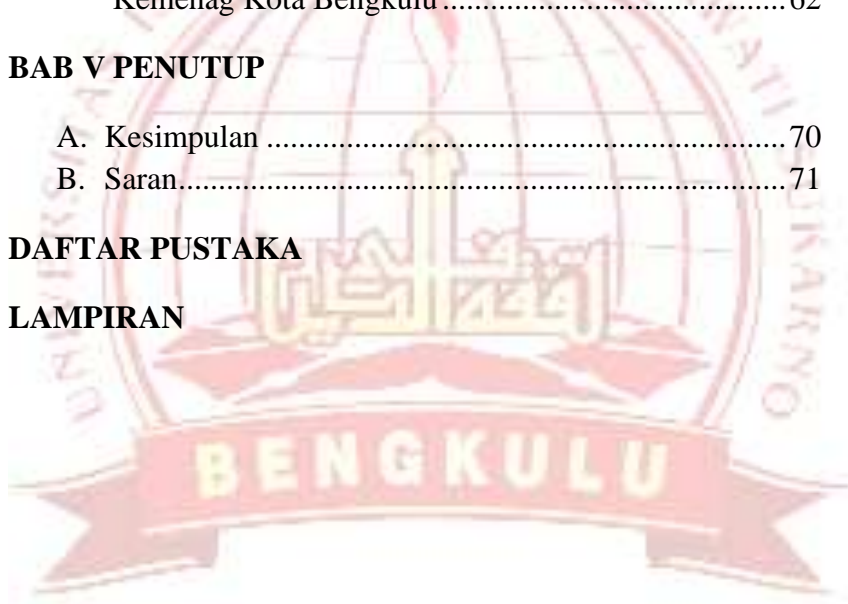 Kemenag Kota Bengkulu ............................................ 62
BAB V PENUTUP
A. Kesimpulan .................................................................. 70
B. Saran............................................................................. 71
DAFTAR PUSTAKA
LAMPIRAN
BENGKULU